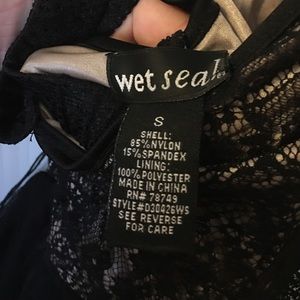 wet seal.
S
SHELL:
85%NYLON
15%SPANDEX
LINING:
100%POLYESTER
MADE IN CHINA
RN# 78749
STYLE#D30426WS
SEE REVERSE
FOR CARE